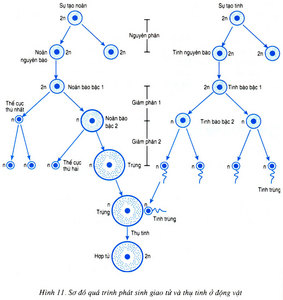 Sự tạo noãn
Sự tạo tinh
2n
2n
Nguyên phân
Noãn nguyên bào
2n
2n
Tinh nguyên bào
2n
2n
Noãn bào bậc 1
2n
Tinh bào bậc 1
2n
Thể cực thứ nhất
n
Giảm phân 1
Noãn bào bậc 2
n
Tinh bào bậc 2
n
n
Giảm phân 2
n
n
Thể cực thứ hai
n
n
Trứng
n
n
n
n
Tinh trùng
Trứng
n
n
Tinh trùng
Thụ tinh
Hợp tử
2n
Hình 11. Sơ đồ quá trình phát sinh giao tử và thụ tinh ở động vật